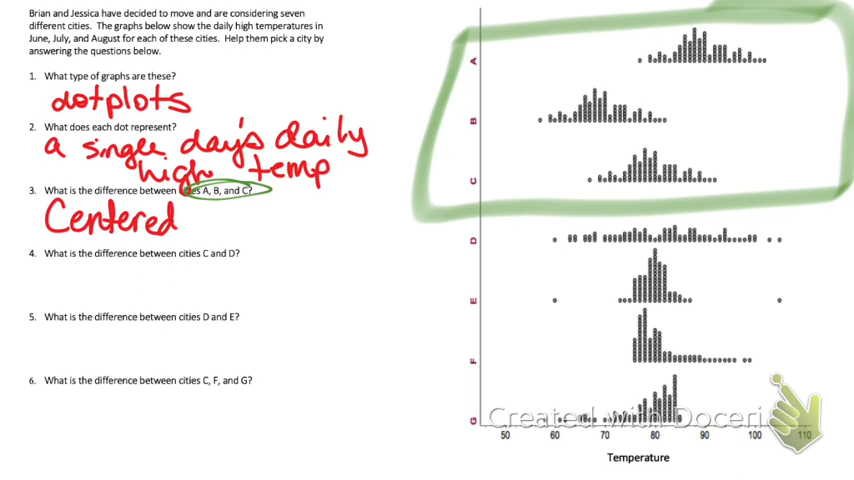 Brian and Jessica have decided to move and are considering seven
different cities. The graphs below show the daily high temperatures in
June, July, and August for each of these cities. Help them pick a city by
answering the questions below.
1. What type of graphs are these?
dotplots
2. What does each dot represent?
a single day's daily
high temp
3. What is the difference between cities A, B, and C?
Centered
4. What is the difference between cities C and D?
5. What is the difference between cities D and E?
6. What is the difference between cities C, F, and G?
A
B
C
D
E
F
G
Created with Doceri
50 60 70 80 90 100 110
Temperature